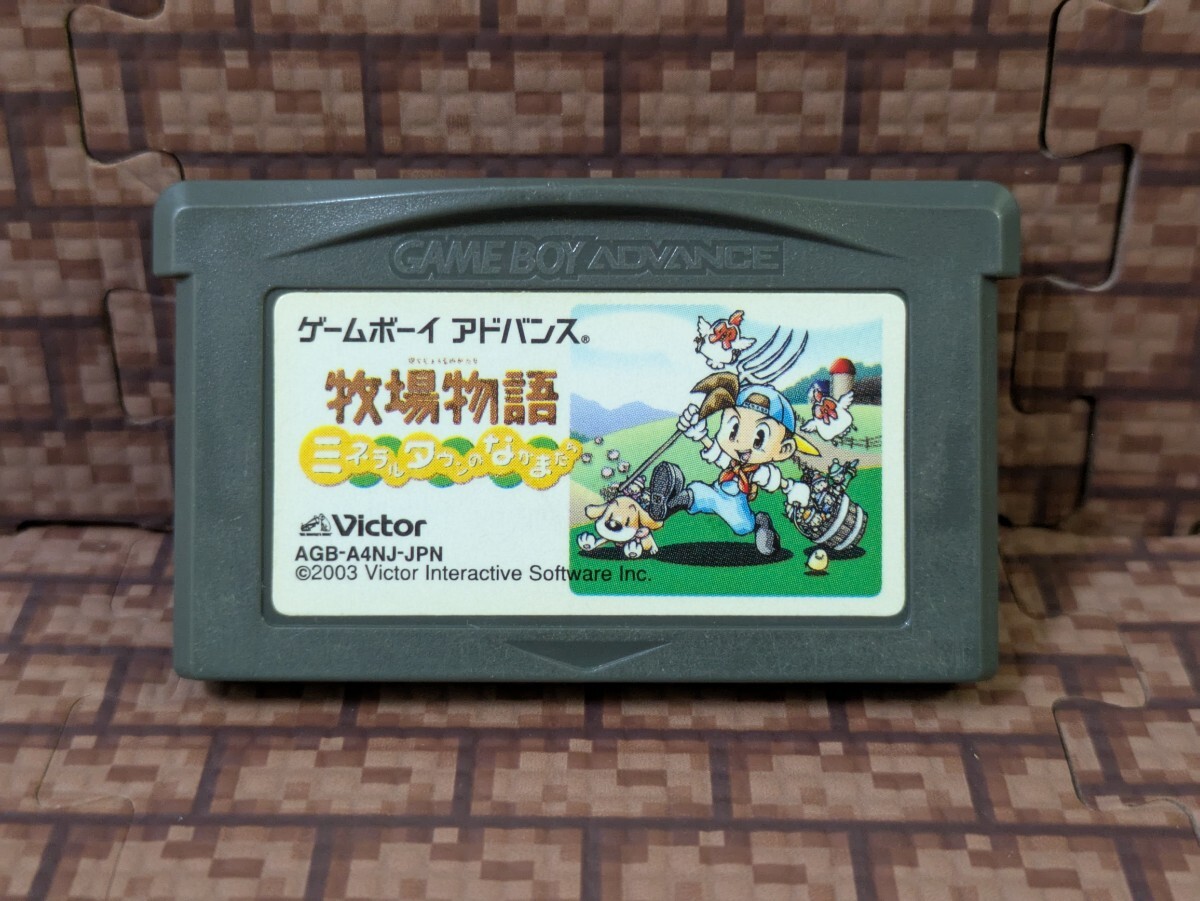 GAME BOY ADVANCE
ゲームボーイ アドバンス®
ぼくじょうものがたり
牧場物語
ミネラルタウンのなかまたち
Victor
AGB-A4NJ-JPN
©2003 Victor Interactive Software Inc.